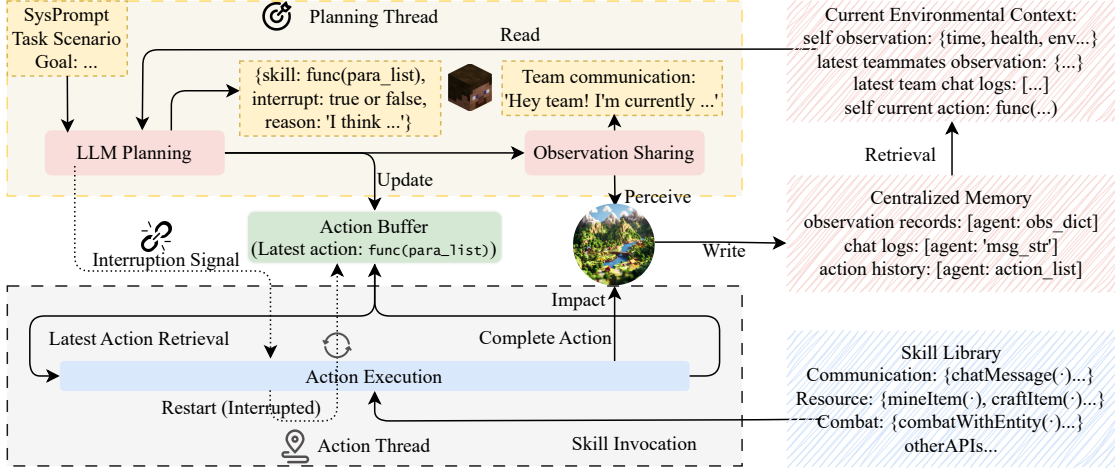 SysPrompt
Task Scenario
Goal: ...
Planning Thread
{skill: func(para_list),
interrupt: true or false,
reason: 'I think ...'}
Team communication:
'Hey team! I'm currently ...'
Read
Current Environmental Context:
self observation: {time, health, env...}
latest teammates observation: {...}
latest team chat logs: [...]
self current action: func(...)
LLM Planning
Observation Sharing
Update
Perceive
Retrieval
Action Buffer
(Latest action: func(para_list))
Interruption Signal
Write
Centralized Memory
observation records: [agent: obs_dict]
chat logs: [agent: 'msg_str']
action history: [agent: action_list]
Impact
Latest Action Retrieval
Complete Action
Action Execution
Restart (Interrupted)
Action Thread
Skill Invocation
Skill Library
Communication: {chatMessage(·)...}
Resource: {mineItem(·), craftItem(·)...}
Combat: {combatWithEntity(·)...}
otherAPIs...